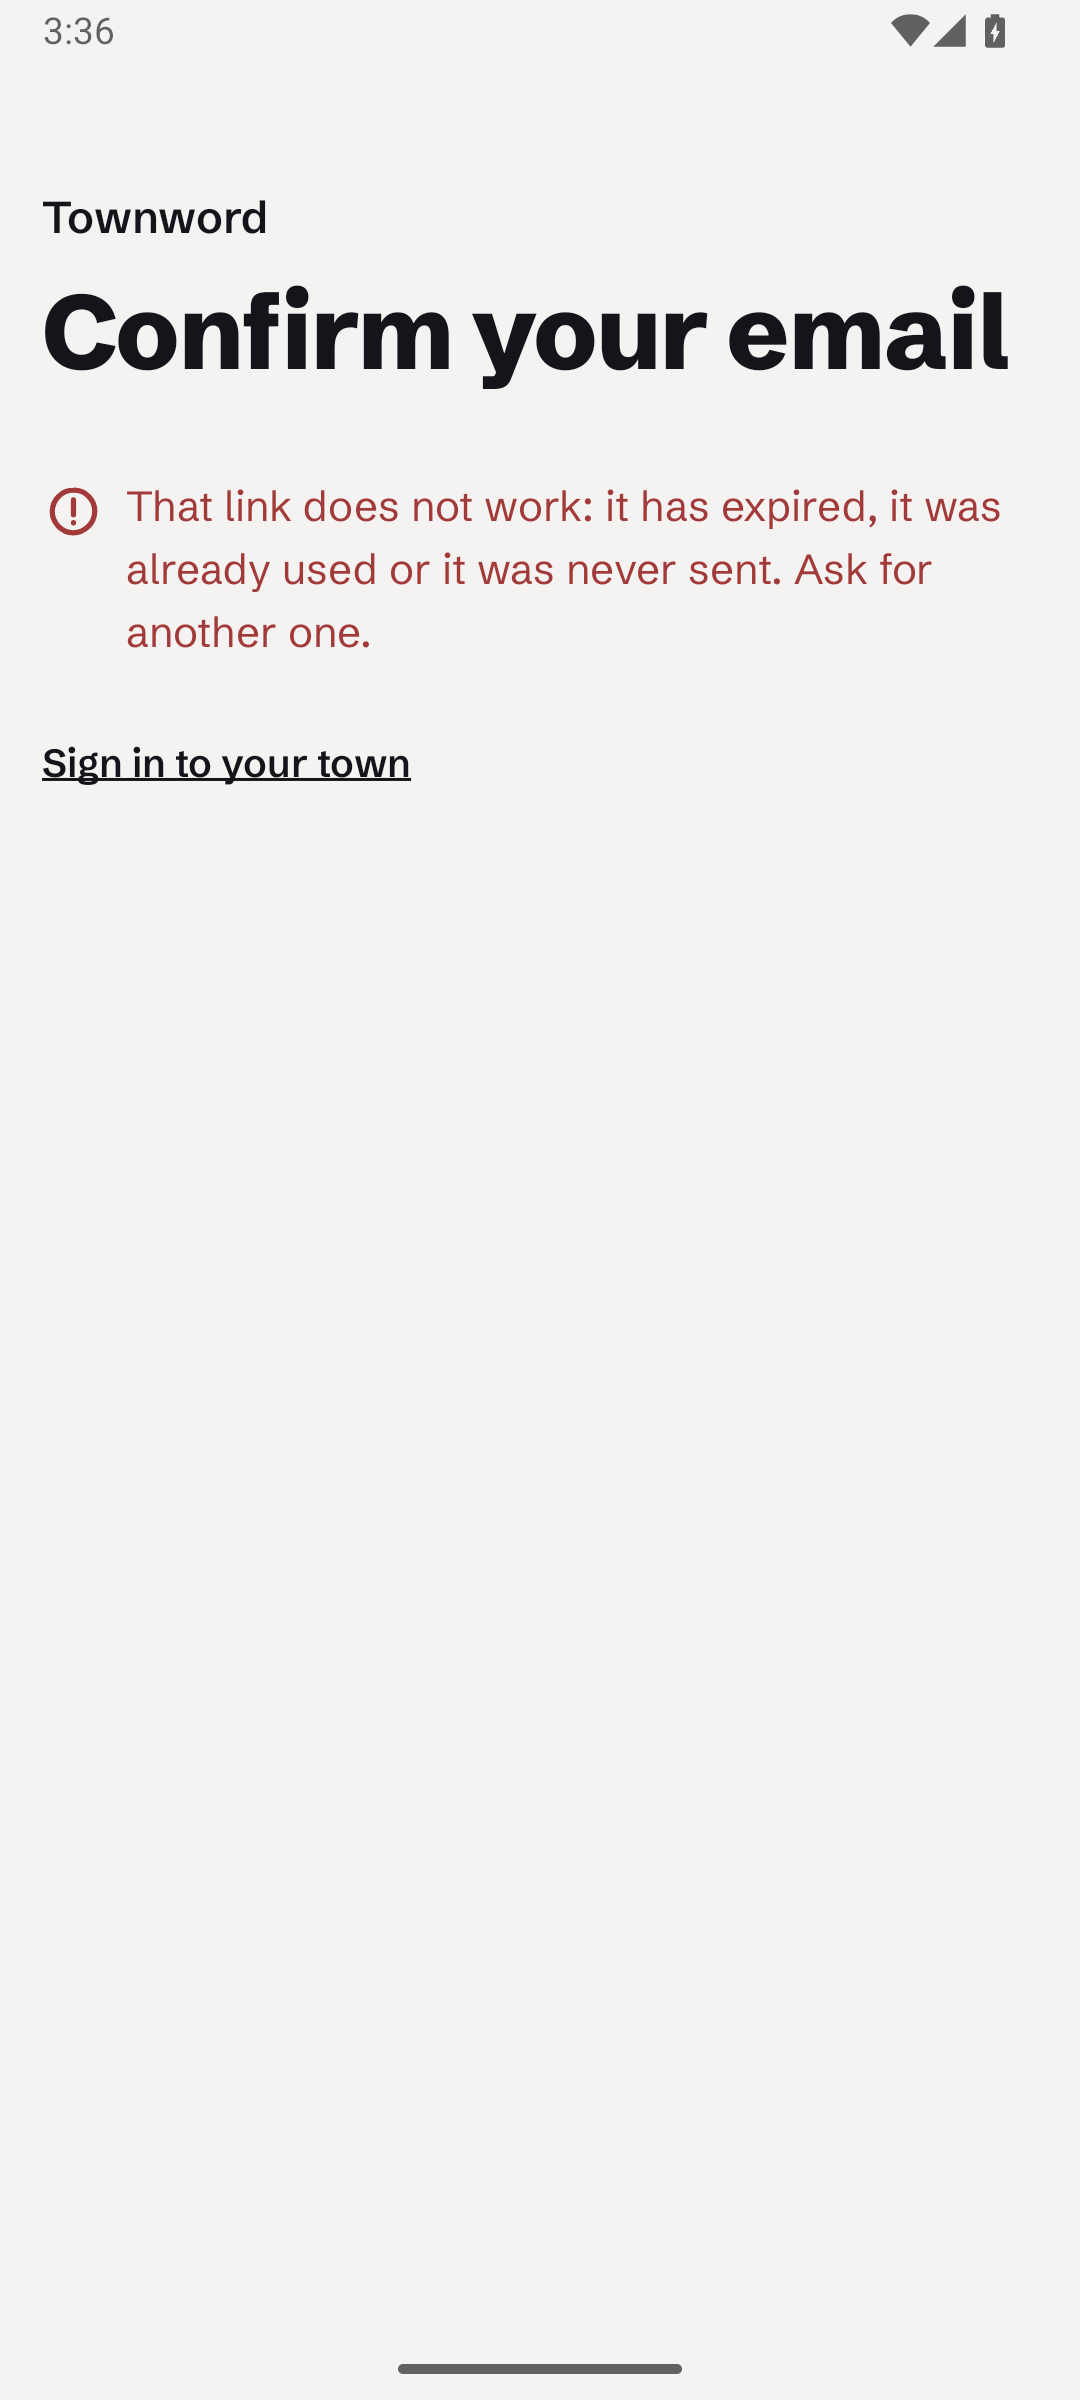 3:36
Townword
Confirm your email
That link does not work: it has expired, it was
already used or it was never sent. Ask for
another one.
Sign in to your town